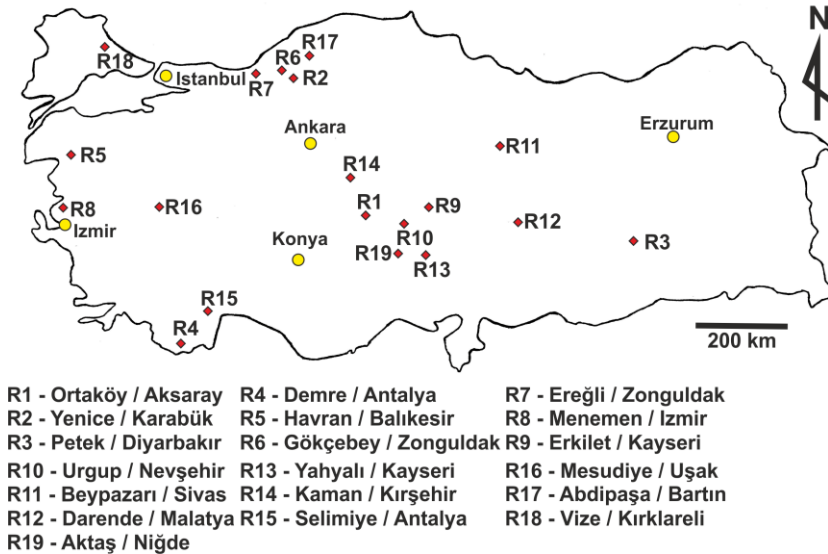 N
R17
R18
R6
Istanbul
R7
R2
Ankara
Erzurum
R11
R5
R14
R8
R16
R1
R9
Izmir
R12
Konya
R10
R19
R13
R3
R15
R4
200 km
R1 - Ortaköy / Aksaray R4 - Demre / Antalya R7 - Ereğli / Zonguldak
R2 - Yenice / Karabük R5 - Havran / Balıkesir R8 - Menemen / Izmir
R3 - Petek / Diyarbakır R6 - Gökçebey / Zonguldak R9 - Erkilet / Kayseri
R10 - Urgup / Nevşehir R13 - Yahyalı / Kayseri R16 - Mesudiye / Uşak
R11 - Beypazarı / Sivas R14 - Kaman / Kırşehir R17 - Abdipaşa / Bartın
R12 - Darende / Malatya R15 - Selimiye / Antalya R18 - Vize / Kırklareli
R19 - Aktaş / Niğde